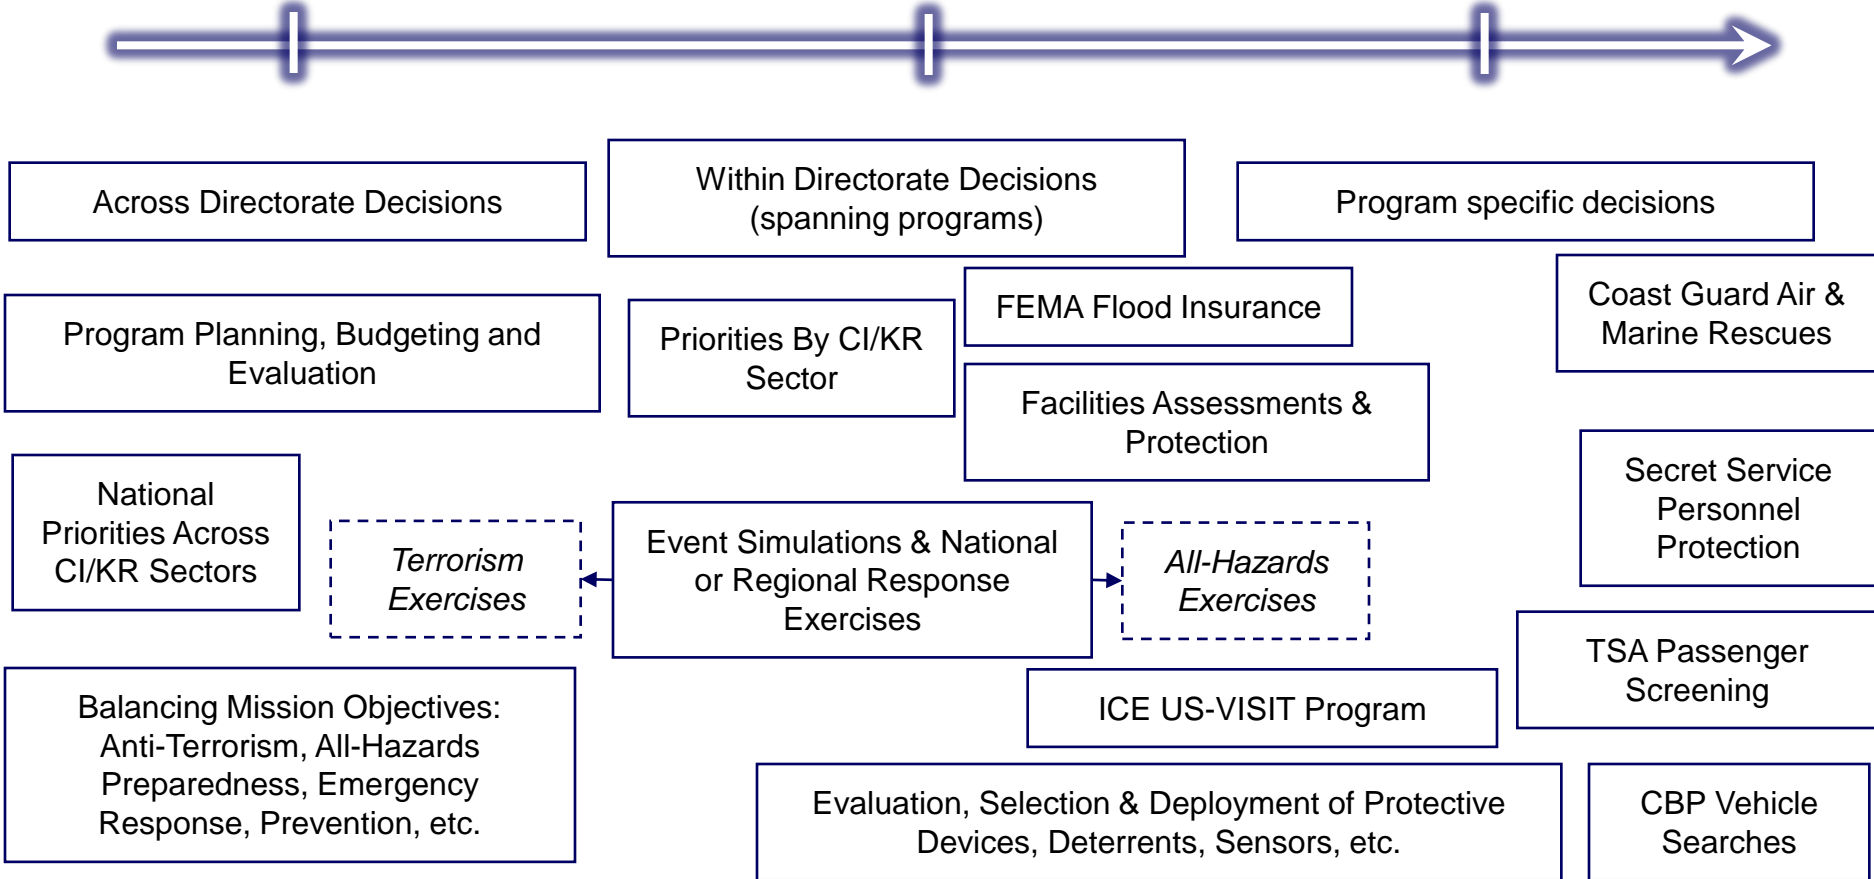 Across Directorate Decisions
Within Directorate Decisions
(spanning programs)
Program specific decisions
Program Planning, Budgeting and
Evaluation
Priorities By CI/KR
Sector
FEMA Flood Insurance
Coast Guard Air &
Marine Rescues
Facilities Assessments &
Protection
National
Priorities Across
CI/KR Sectors
Terrorism
Exercises
Event Simulations & National
or Regional Response
Exercises
All-Hazards
Exercises
Secret Service
Personnel
Protection
TSA Passenger
Screening
Balancing Mission Objectives:
Anti-Terrorism, All-Hazards
Preparedness, Emergency
Response, Prevention, etc.
ICE US-VISIT Program
Evaluation, Selection & Deployment of Protective
Devices, Deterrents, Sensors, etc.
CBP Vehicle
Searches